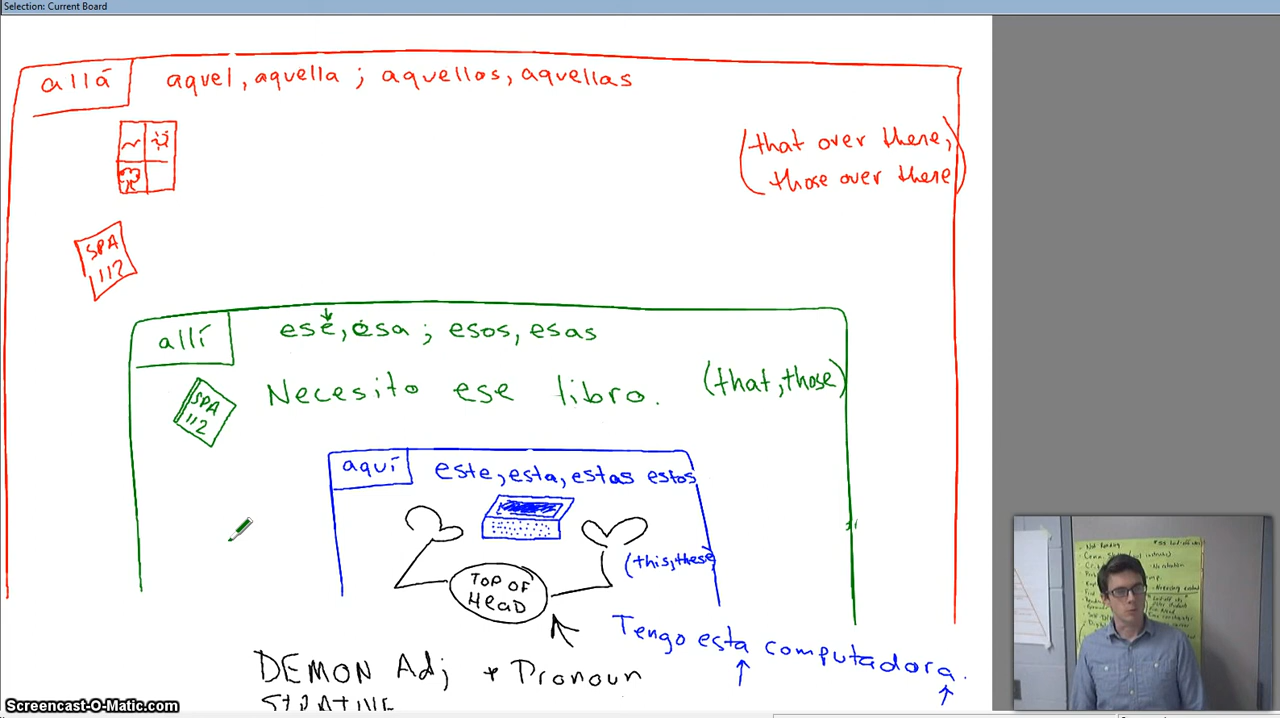 Selection: Current Board
allá
aquel, aquella ; aquellos, aquellas
(that over there,
those over there)
SPA
112
allí
ese, esa ; esos, esas
SPA
112
Necesito ese libro.
(that, those)
aquí
este, esta, estas estos
(this, these)
TOP OF
HEAD
Tengo esta computadora.
DEMON Adj + Pronoun
STRATIVE
Screencast-O-Matic.com